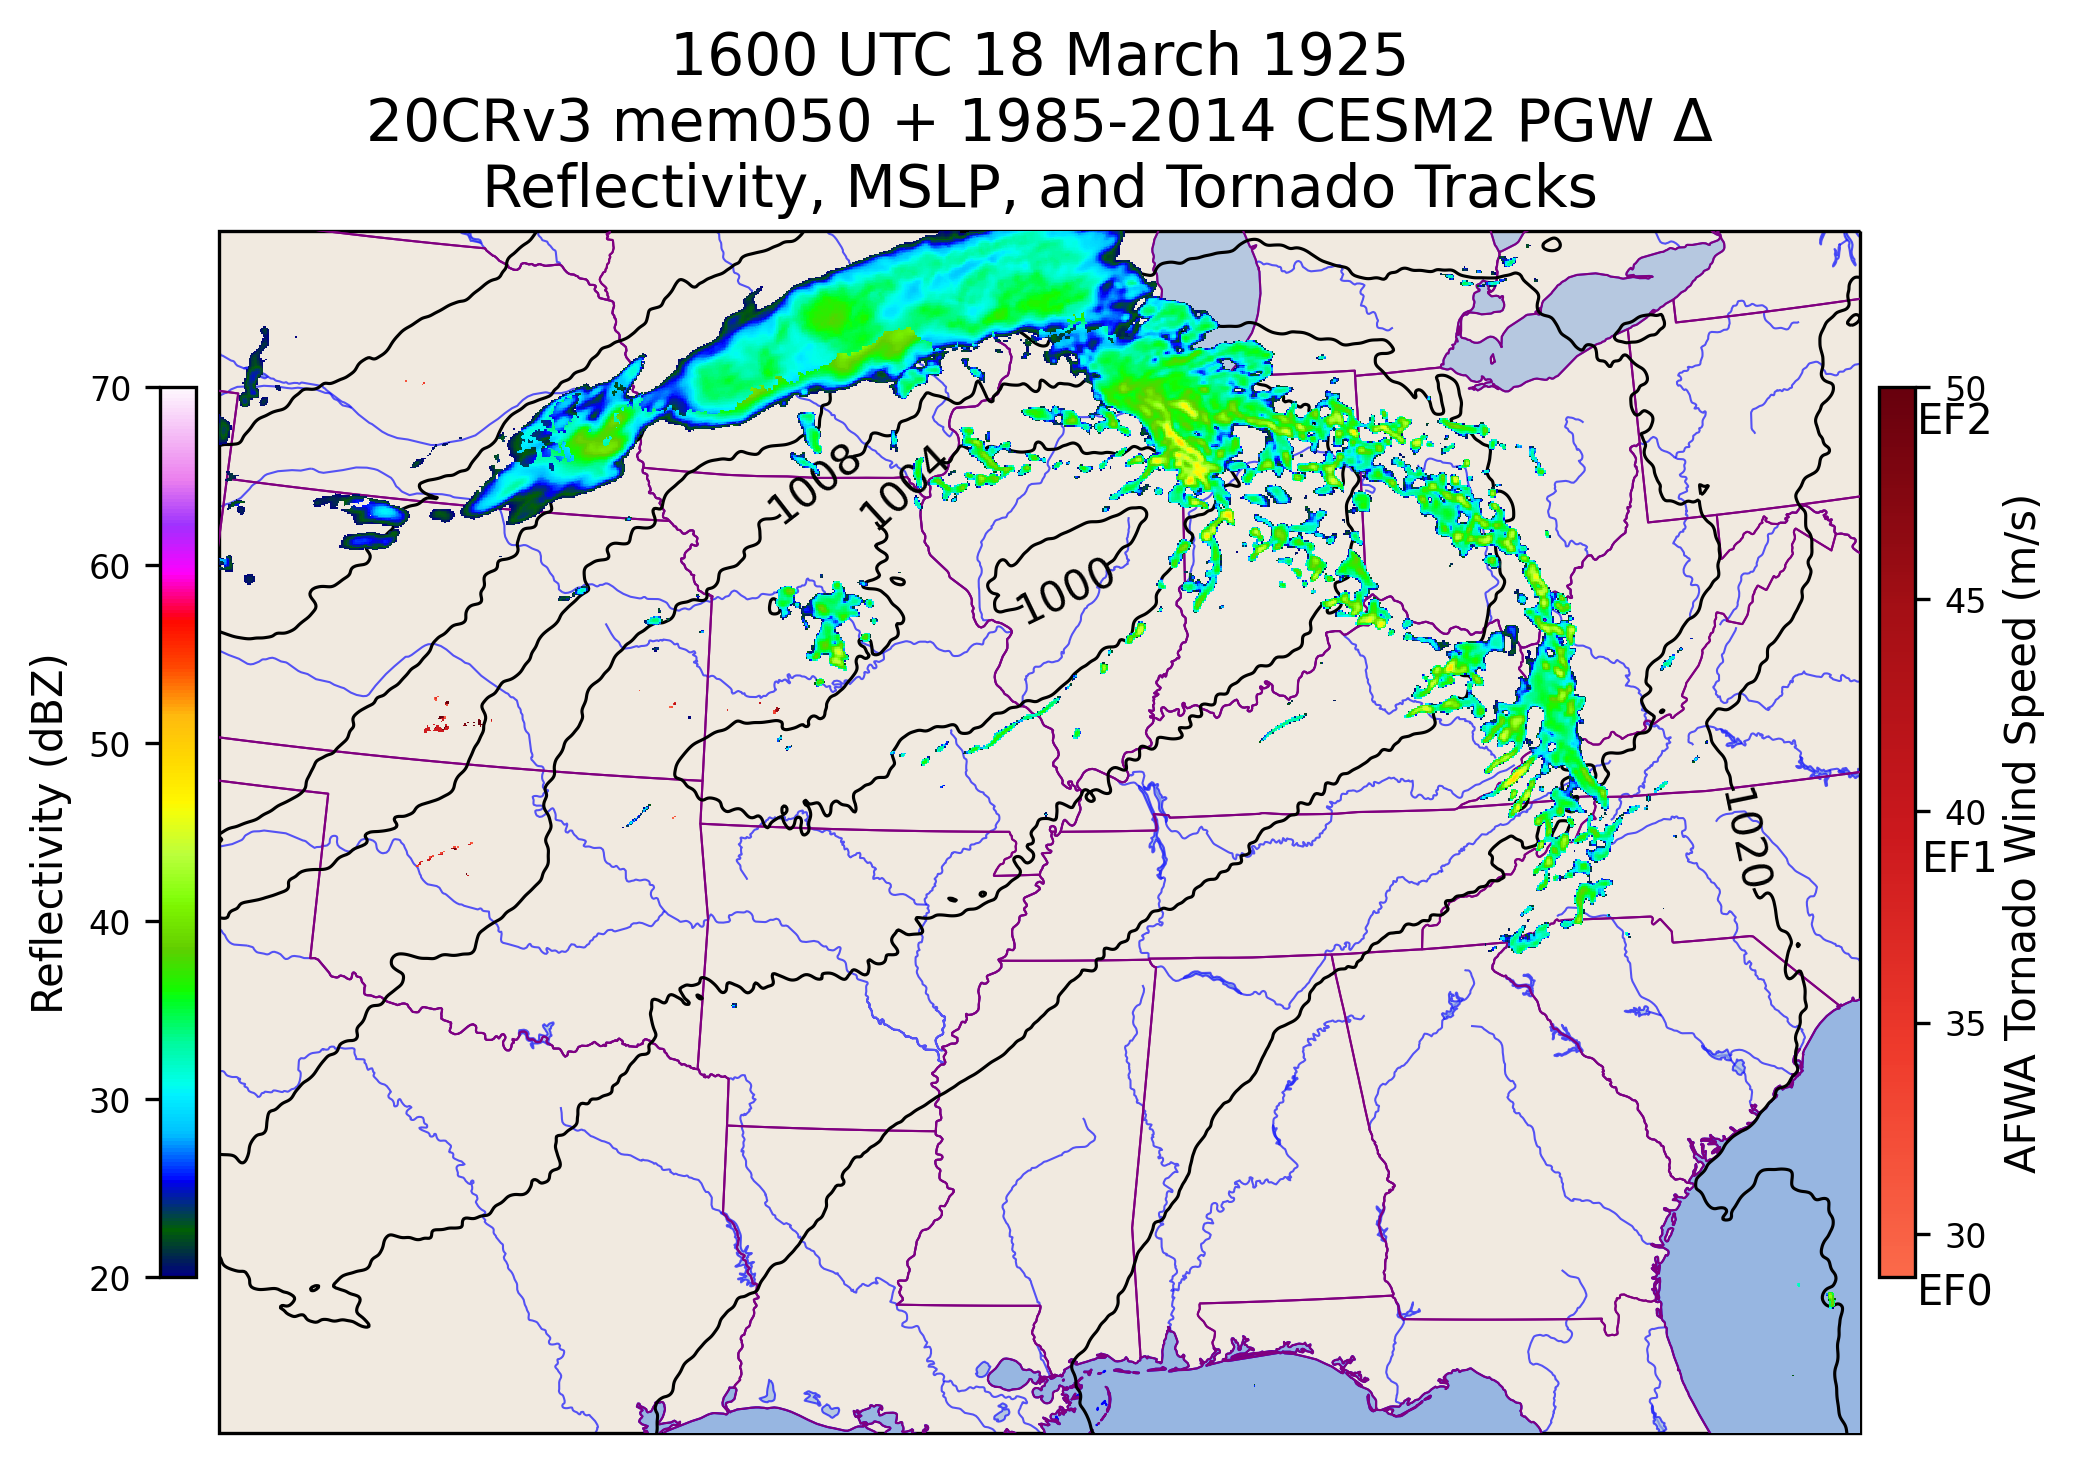 1600 UTC 18 March 1925
20CRv3 mem050 + 1985-2014 CESM2 PGW Δ
Reflectivity, MSLP, and Tornado Tracks
Reflectivity (dBZ)
70
60
50
40
30
20
1008
1004
1000
1020
50
EF2
45
40
EF1
35
30
EF0
AFWA Tornado Wind Speed (m/s)